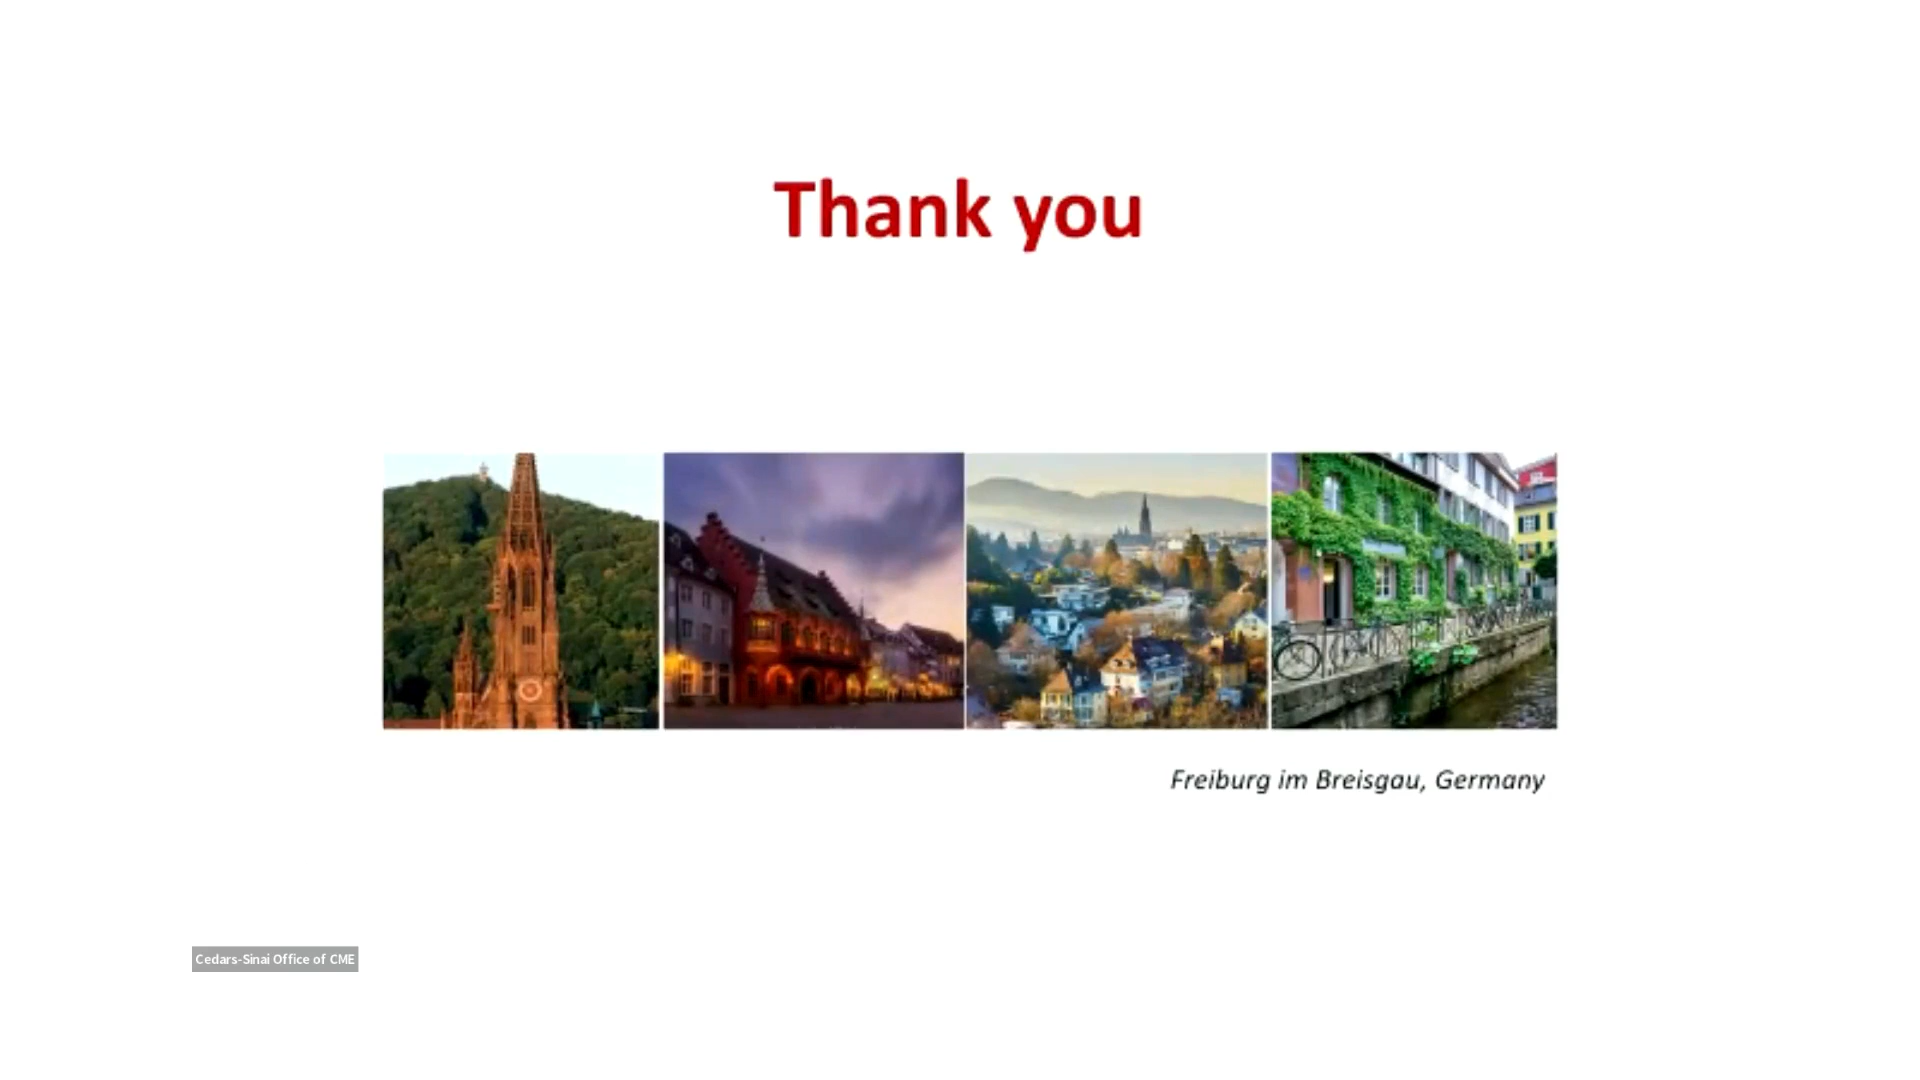 Thank you
Freiburg im Breisgau, Germany
Cedars-Sinai Office of CME